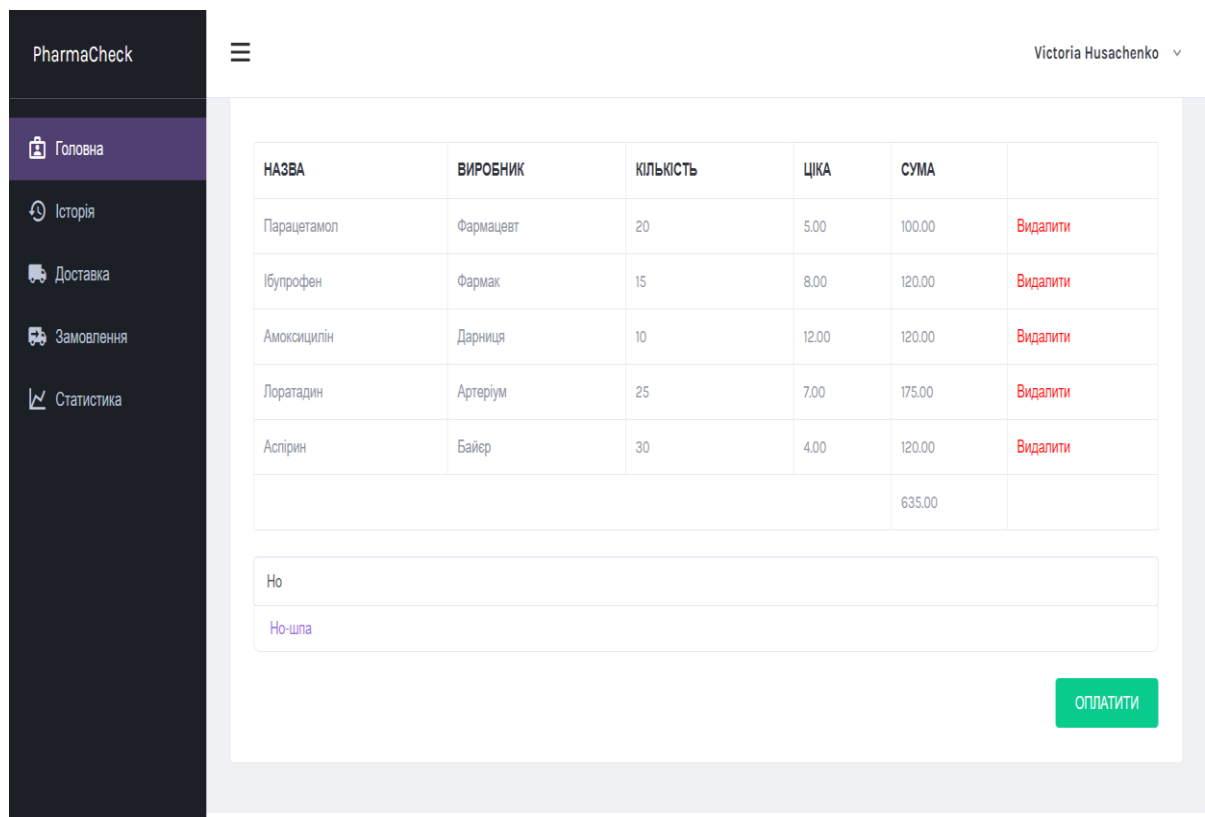 PharmaCheck
Victoria Husachenko
Головна
Історія
Доставка
Замовлення
Статистика
НАЗВА ВИРОБНИК КІЛЬКІСТЬ ЦІКА СУМА
Парацетамол Фармацевт 20 5.00 100.00 Видалити
Ібупрофен Фармак 15 8.00 120.00 Видалити
Амоксицилін Дарниця 10 12.00 120.00 Видалити
Лоратадин Артеріум 25 7.00 175.00 Видалити
Аспірин Байєр 30 4.00 120.00 Видалити
635.00
Но
Но-шпа
ОПЛАТИТИ